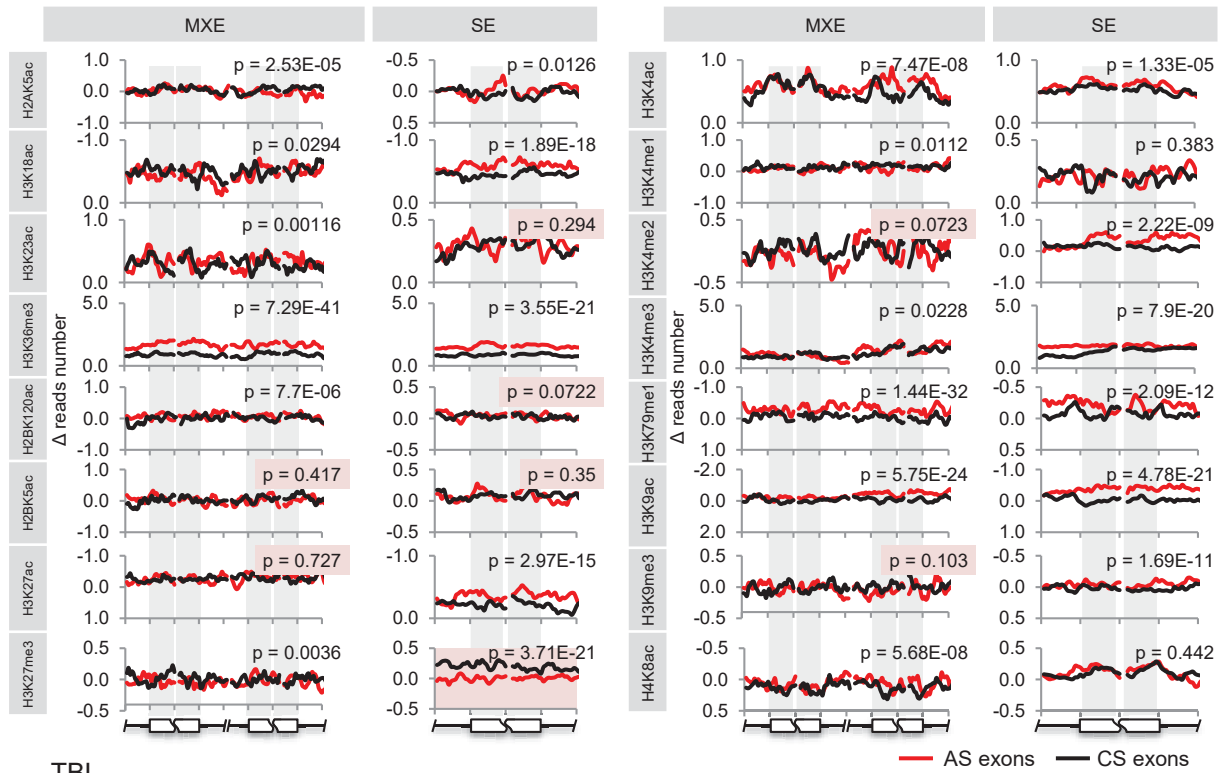 MXE SE MXE SE
H2AK5ac 1.0 0.0 -1.0 p = 2.53E-05 -0.5 0.0 0.5 p = 0.0126
H3K18ac -1.0 0.0 p = 0.0294 -1.0 0.0 p = 1.89E-18
H3K23ac 1.0 0.0 p = 0.00116 0.5 0.0 p = 0.294
H3K36me3 5.0 0.0 p = 7.29E-41 5.0 0.0 p = 3.55E-21
Δ reads number
H2BK120ac 1.0 0.0 -1.0 p = 7.7E-06 0.5 0.0 -0.5 p = 0.0722
H2BK5ac 1.0 0.0 -1.0 p = 0.417 0.5 0.0 -0.5 p = 0.35
H3K27ac -1.0 0.0 1.0 p = 0.727 -1.0 0.0 p = 2.97E-15
H3K27me3 0.5 0.0 -0.5 p = 0.0036 0.5 0.0 -0.5 p = 3.71E-21
H3K4ac 1.0 0.0 p = 7.47E-08 1.0 0.0 p = 1.33E-05
H3K4me1 1.0 0.0 -1.0 p = 0.0112 0.5 0.0 p = 0.383
H3K4me2 0.5 -0.5 p = 0.0723 1.0 0.0 -1.0 p = 2.22E-09
H3K4me3 5.0 0.0 p = 0.0228 5.0 0.0 p = 7.9E-20
Δ reads number
H3K79me1 -1.0 0.0 1.0 p = 1.44E-32 -0.5 0.0 0.5 p = 2.09E-12
H3K9ac -2.0 0.0 2.0 p = 5.75E-24 -1.0 0.0 1.0 p = 4.78E-21
H3K9me3 0.5 0.0 -0.5 p = 0.103 -0.5 0.0 0.5 p = 1.69E-11
H4K8ac -0.5 0.0 0.5 p = 5.68E-08 0.5 0.0 -0.5 p = 0.442
AS exons CS exons